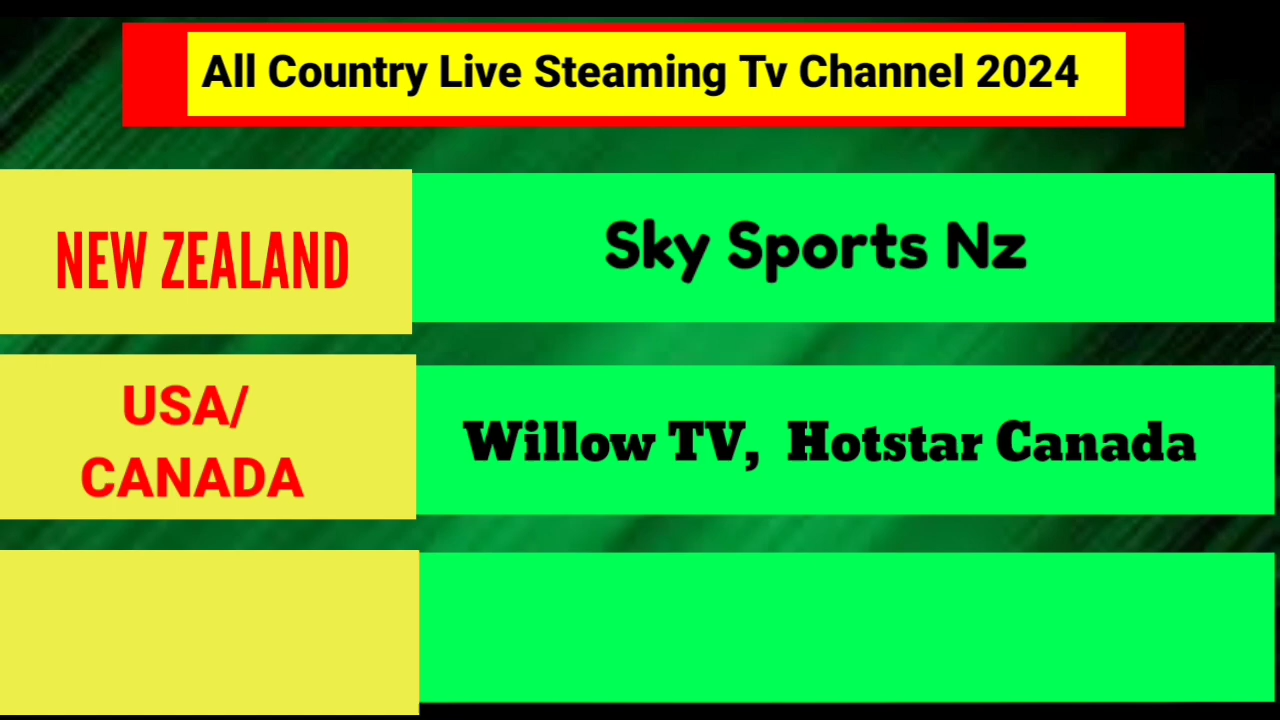 All Country Live Steaming Tv Channel 2024
NEW ZEALAND
Sky Sports Nz
USA/
CANADA
Willow TV, Hotstar Canada